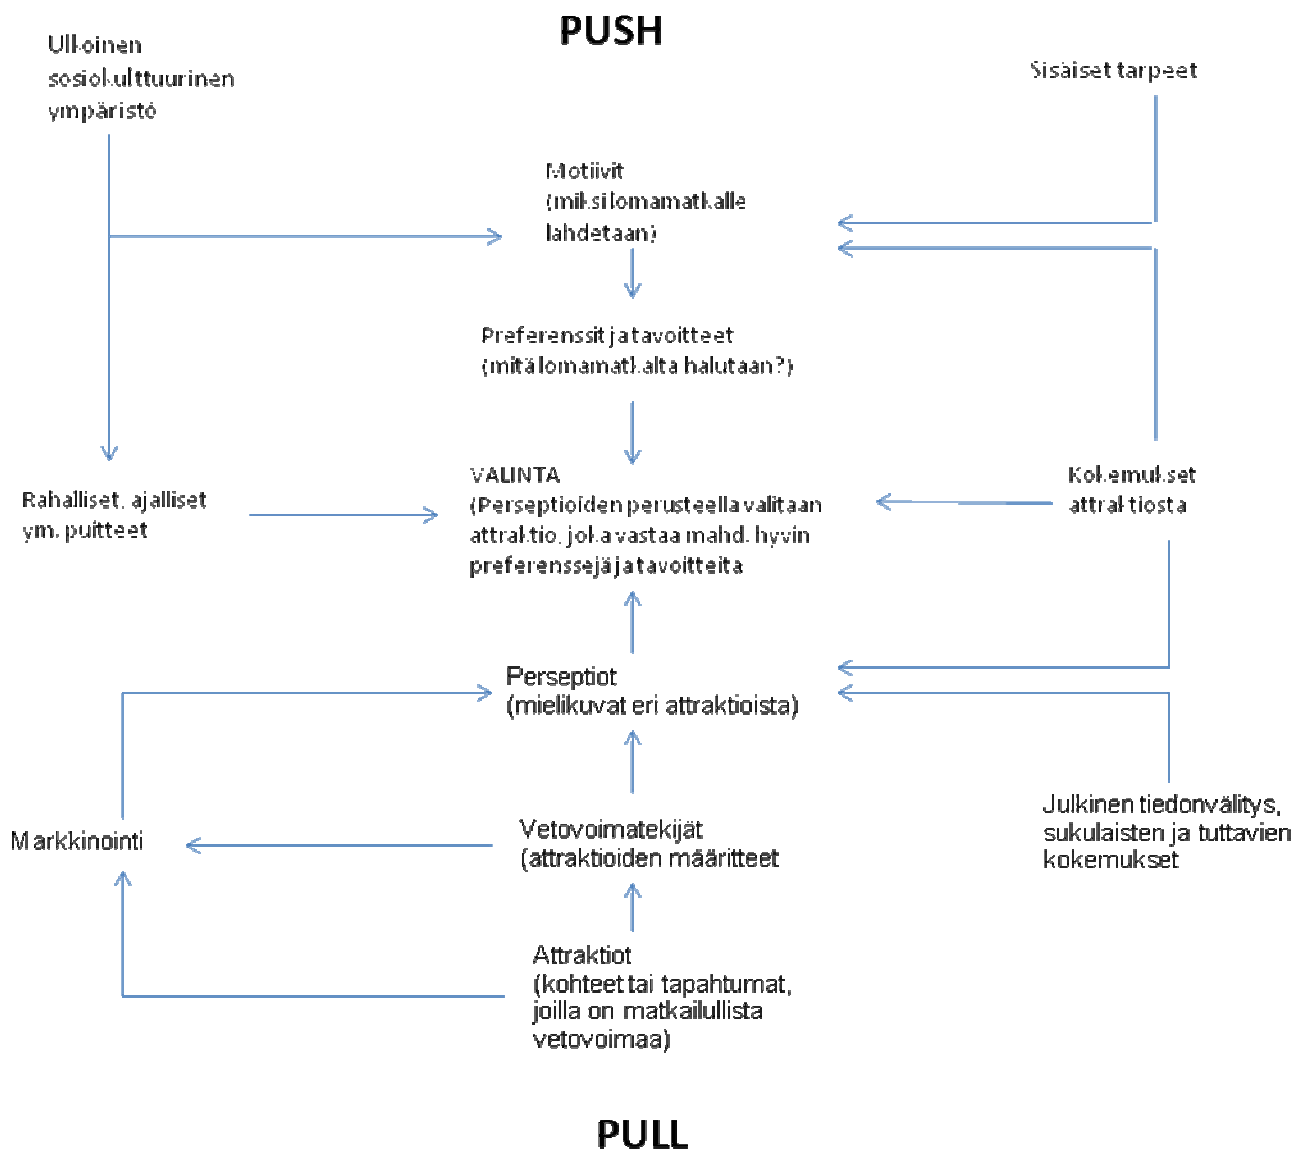 PUSH
Ulkoinen
sosiokulttuurinen
ympäristö
Sisäiset tarpeet
Motiivit
(miksi lomamatkalle
lahdetaan)
Preferenssit ja tavoitteet
(mitä lomamatkalta halutaan?)
Rahalliset, ajalliset
ym. puitteet
VALINTA
(Perseptioiden perusteella valitaan
attraktio, joka vastaa mahd. hyvin
preferenssejä ja tavoitteita
Kokemukset
attraktiosta
Perseptiot
(mielikuvat eri attraktioista)
Markkinointi
Vetovoimatekijät
(attraktioiden määritteet
Julkinen tiedonvälitys,
sukulaisten ja tuttavien
kokemukset
Attraktiot
(kohteet tai tapahtumat,
joilla on matkailullista
vetovoimaa)
PULL